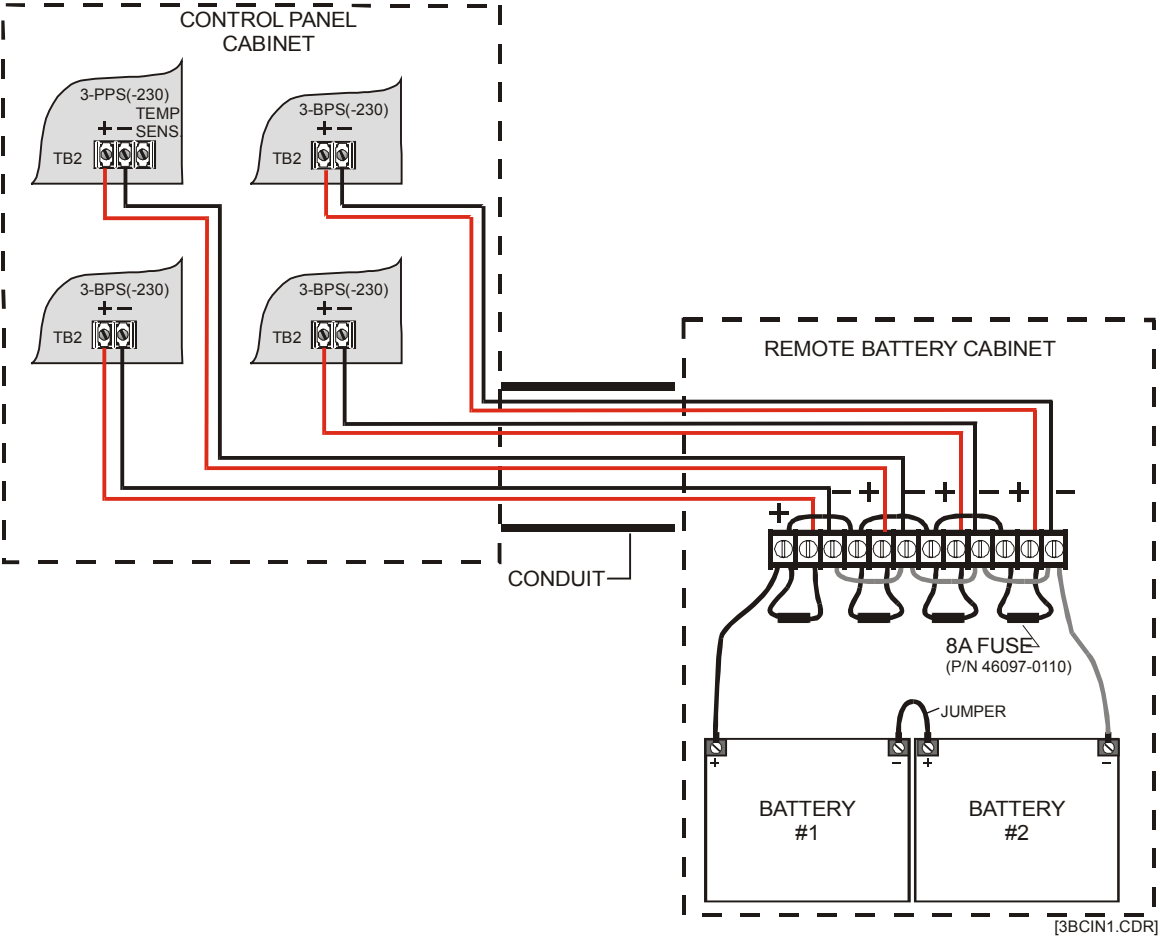 CONTROL PANEL
CABINET
3-PPS(-230)
TEMP
+ − SENS
TB2
3-BPS(-230)
+ −
TB2
3-BPS(-230)
+ −
TB2
3-BPS(-230)
+ −
TB2
REMOTE BATTERY CABINET
+ − + − + − + −
CONDUIT
8A FUSE
(P/N 46097-0110)
JUMPER
+ −
+ −
BATTERY
#1
BATTERY
#2
[3BCIN1.CDR]